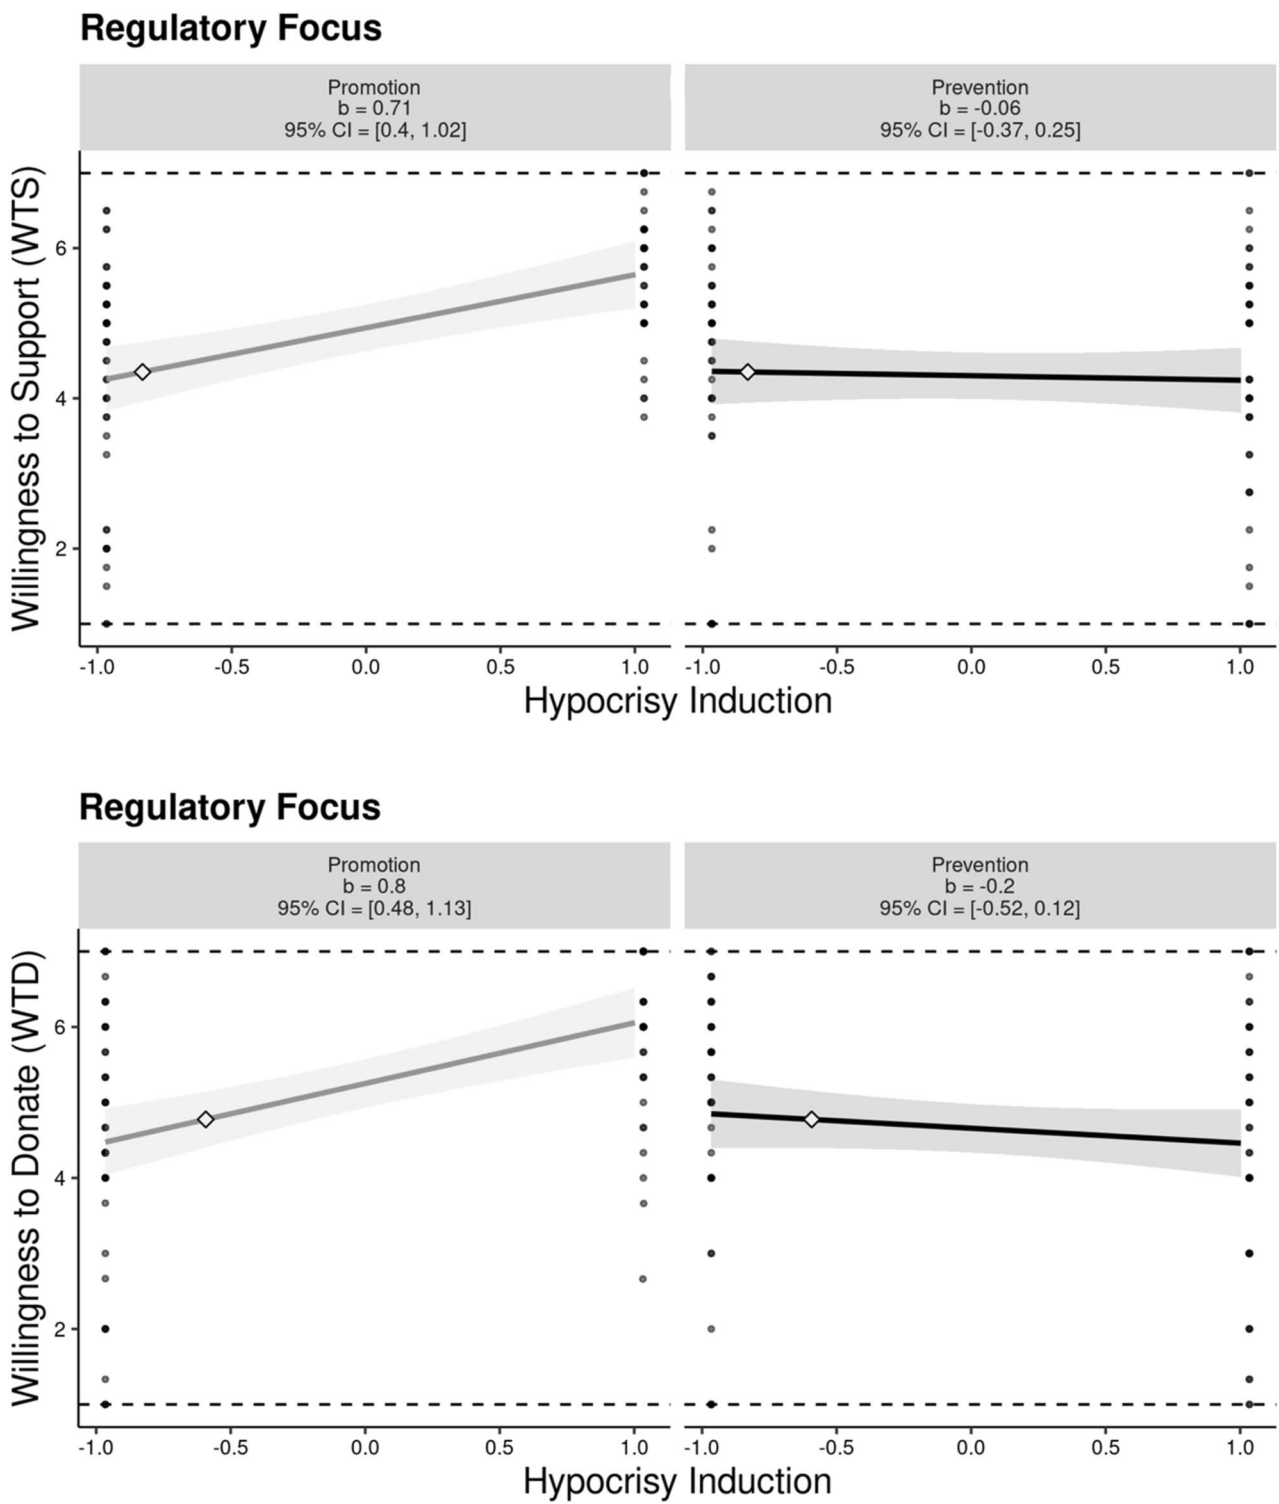 Regulatory Focus
Promotion
b = 0.71
95% CI = [0.4, 1.02]
Prevention
b = -0.06
95% CI = [-0.37, 0.25]
Willingness to Support (WTS)
6
4
2
-1.0 -0.5 0.0 0.5 1.0 -1.0 -0.5 0.0 0.5 1.0
Hypocrisy Induction
Regulatory Focus
Promotion
b = 0.8
95% CI = [0.48, 1.13]
Prevention
b = -0.2
95% CI = [-0.52, 0.12]
Willingness to Donate (WTD)
6
4
2
-1.0 -0.5 0.0 0.5 1.0 -1.0 -0.5 0.0 0.5 1.0
Hypocrisy Induction